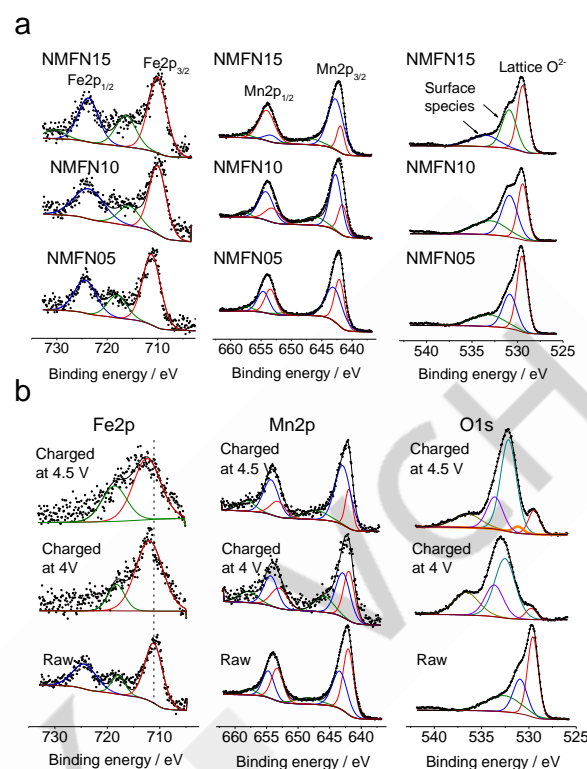 a
NMFN15
Fe2p1/2
Fe2p3/2
NMFN10
NMFN05
730 720 710
Binding energy / eV
NMFN15
Mn2p1/2
Mn2p3/2
NMFN10
NMFN05
660 655 650 645 640
Binding energy / eV
NMFN15
Lattice O2-
Surface
species
NMFN10
NMFN05
540 535 530 525
Binding energy / eV
b
Fe2p
Charged
at 4.5 V
Charged
at 4V
Raw
730 720 710
Binding energy / eV
Mn2p
Charged
at 4.5 V
Charged
at 4 V
Raw
660 655 650 645 640
Binding energy / eV
O1s
Charged
at 4.5 V
Charged
at 4 V
Raw
540 535 530 525
Binding energy / eV
VCH